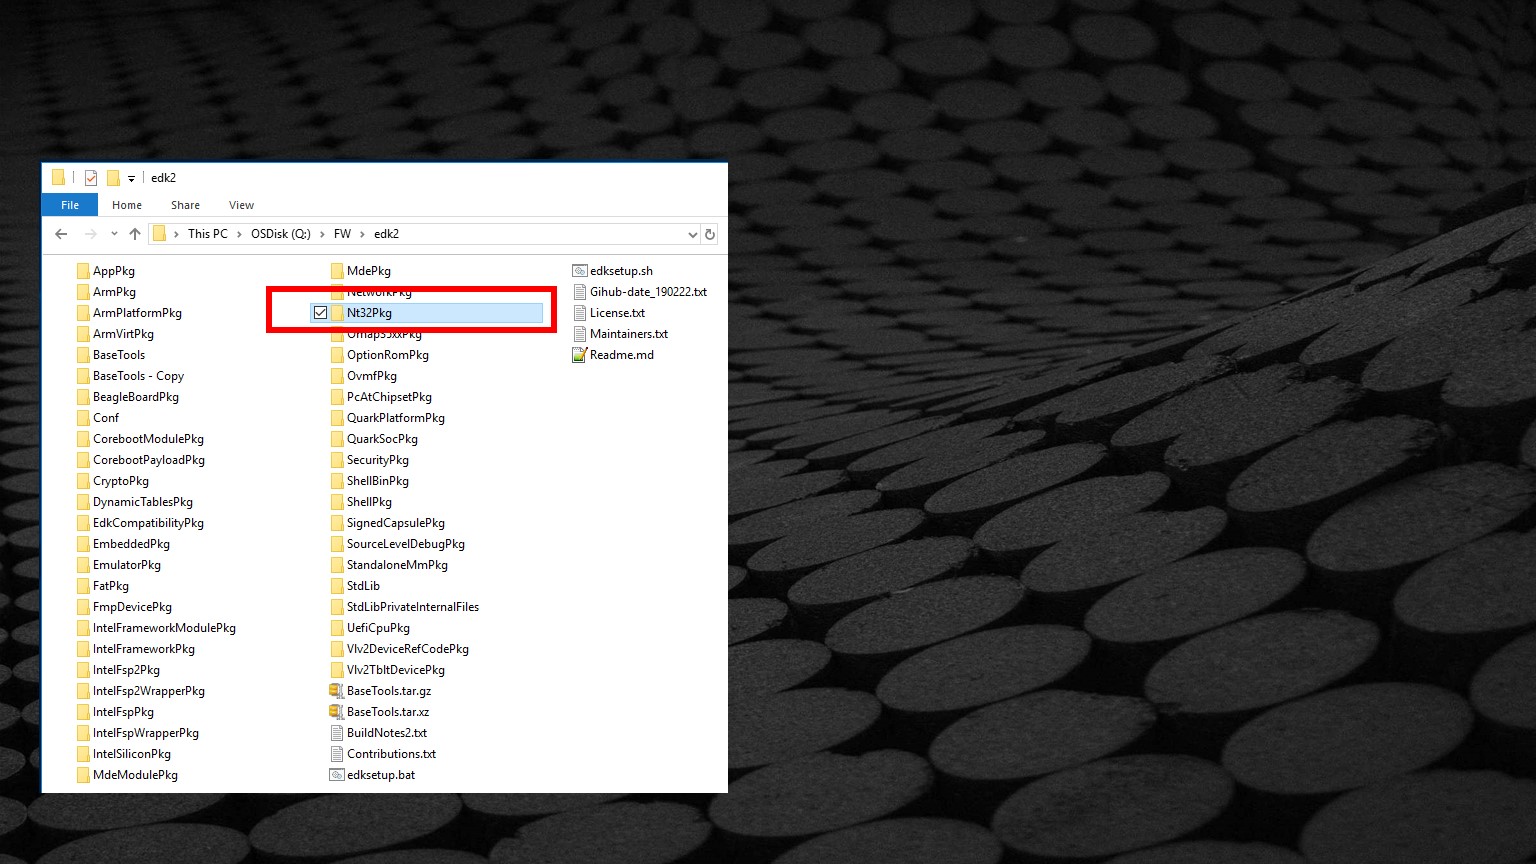 edk2
File Home Share View
This PC > OSDisk (Q:) > FW > edk2
AppPkg
ArmPkg
ArmPlatformPkg
ArmVirtPkg
BaseTools
BaseTools - Copy
BeagleBoardPkg
Conf
CorebootModulePkg
CorebootPayloadPkg
CryptoPkg
DynamicTablesPkg
EdkCompatibilityPkg
EmbeddedPkg
EmulatorPkg
FatPkg
FmpDevicePkg
IntelFrameworkModulePkg
IntelFrameworkPkg
IntelFsp2Pkg
IntelFsp2WrapperPkg
IntelFspPkg
IntelFspWrapperPkg
IntelSiliconPkg
MdeModulePkg
MdePkg
NetworkPkg
Nt32Pkg
Omap35xxPkg
OptionRomPkg
OvmfPkg
PcAtChipsetPkg
QuarkPlatformPkg
QuarkSocPkg
SecurityPkg
ShellBinPkg
ShellPkg
SignedCapsulePkg
SourceLevelDebugPkg
StandaloneMmPkg
StdLib
StdLibPrivateInternalFiles
UefiCpuPkg
Vlv2DeviceRefCodePkg
Vlv2TbltDevicePkg
BaseTools.tar.gz
BaseTools.tar.xz
BuildNotes2.txt
Contributions.txt
edksetup.bat
edksetup.sh
Gihub-date_190222.txt
License.txt
Maintainers.txt
Readme.md